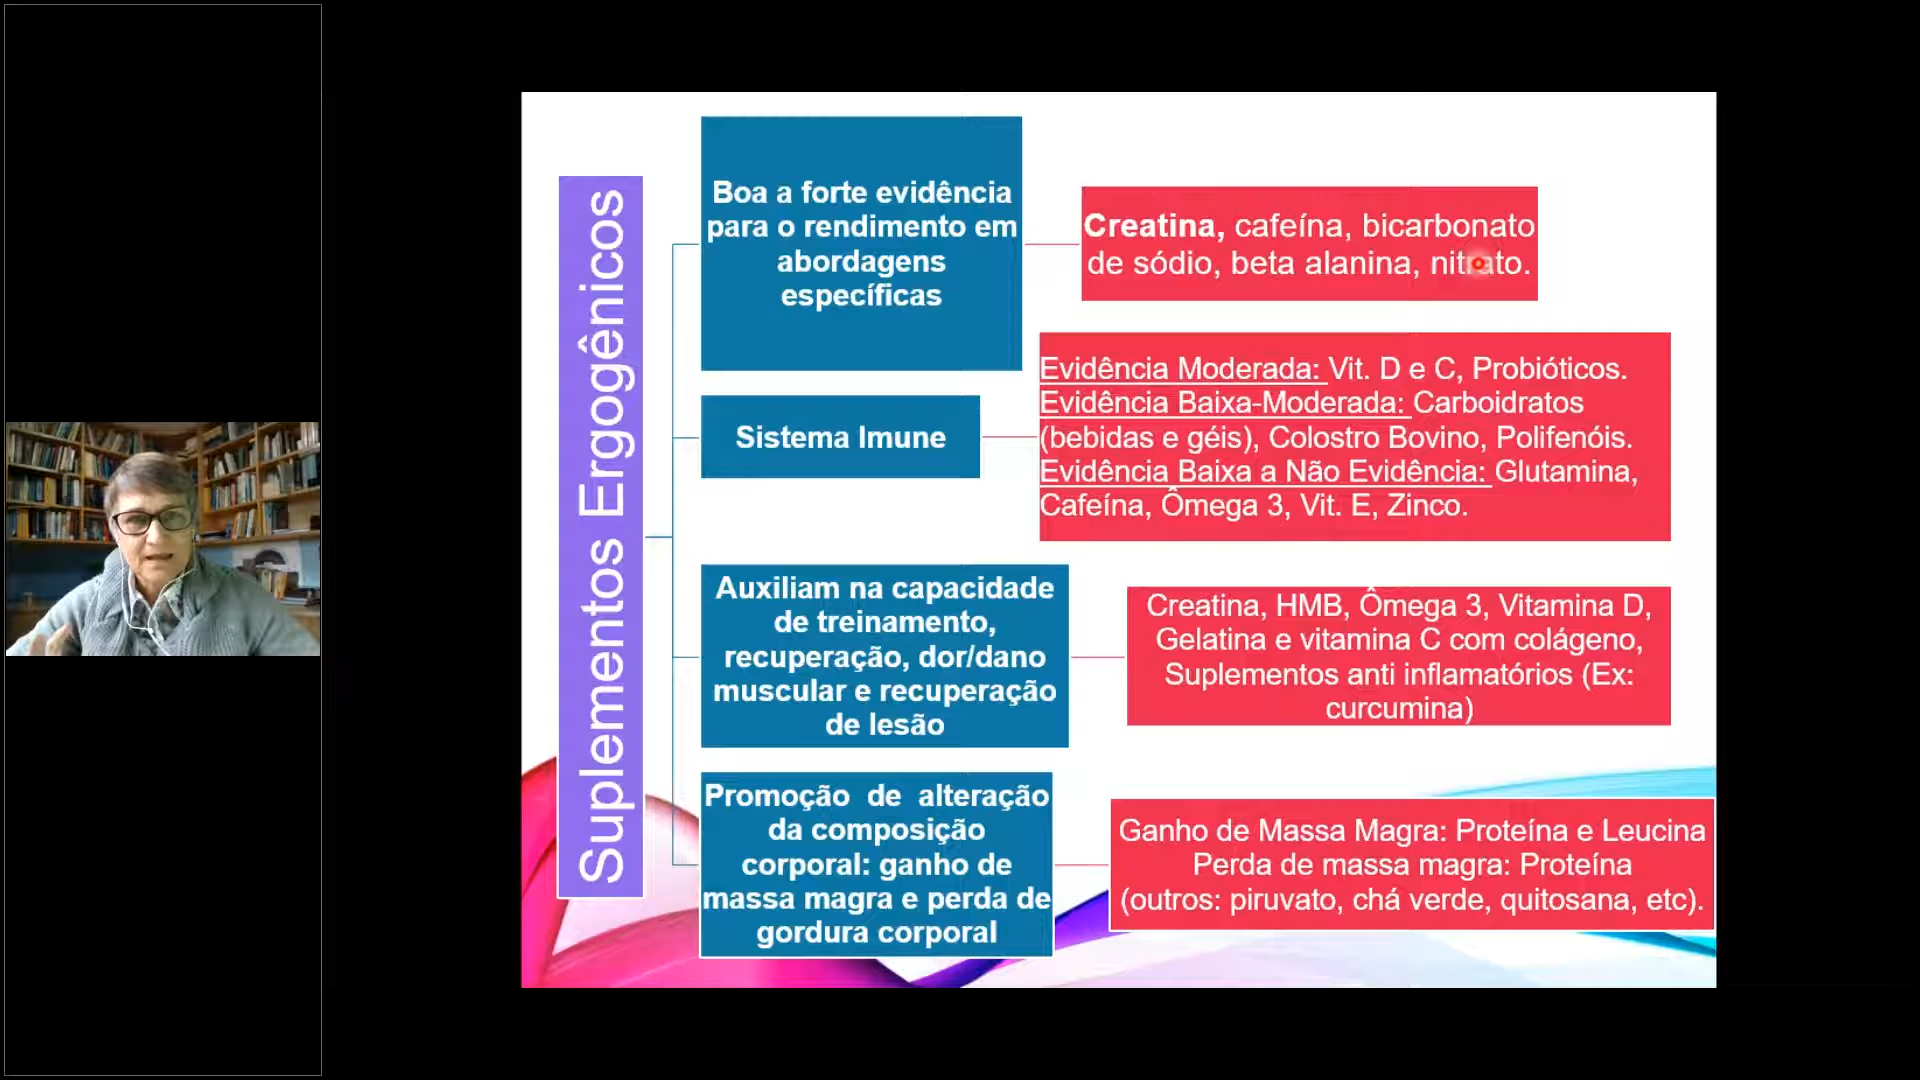 Suplementos Ergogênicos
Boa a forte evidência
para o rendimento em
abordagens
específicas
Creatina, cafeína, bicarbonato
de sódio, beta alanina, nitrato.
Sistema Imune
Evidência Moderada: Vit. D e C, Probióticos.
Evidência Baixa-Moderada: Carboidratos
(bebidas e géis), Colostro Bovino, Polifenóis.
Evidência Baixa a Não Evidência: Glutamina,
Cafeína, Ômega 3, Vit. E, Zinco.
Auxiliam na capacidade
de treinamento,
recuperação, dor/dano
muscular e recuperação
de lesão
Creatina, HMB, Ômega 3, Vitamina D,
Gelatina e vitamina C com colágeno,
Suplementos anti inflamatórios (Ex:
curcumina)
Promoção de alteração
da composição
corporal: ganho de
massa magra e perda de
gordura corporal
Ganho de Massa Magra: Proteína e Leucina
Perda de massa magra: Proteína
(outros: piruvato, chá verde, quitosana, etc).